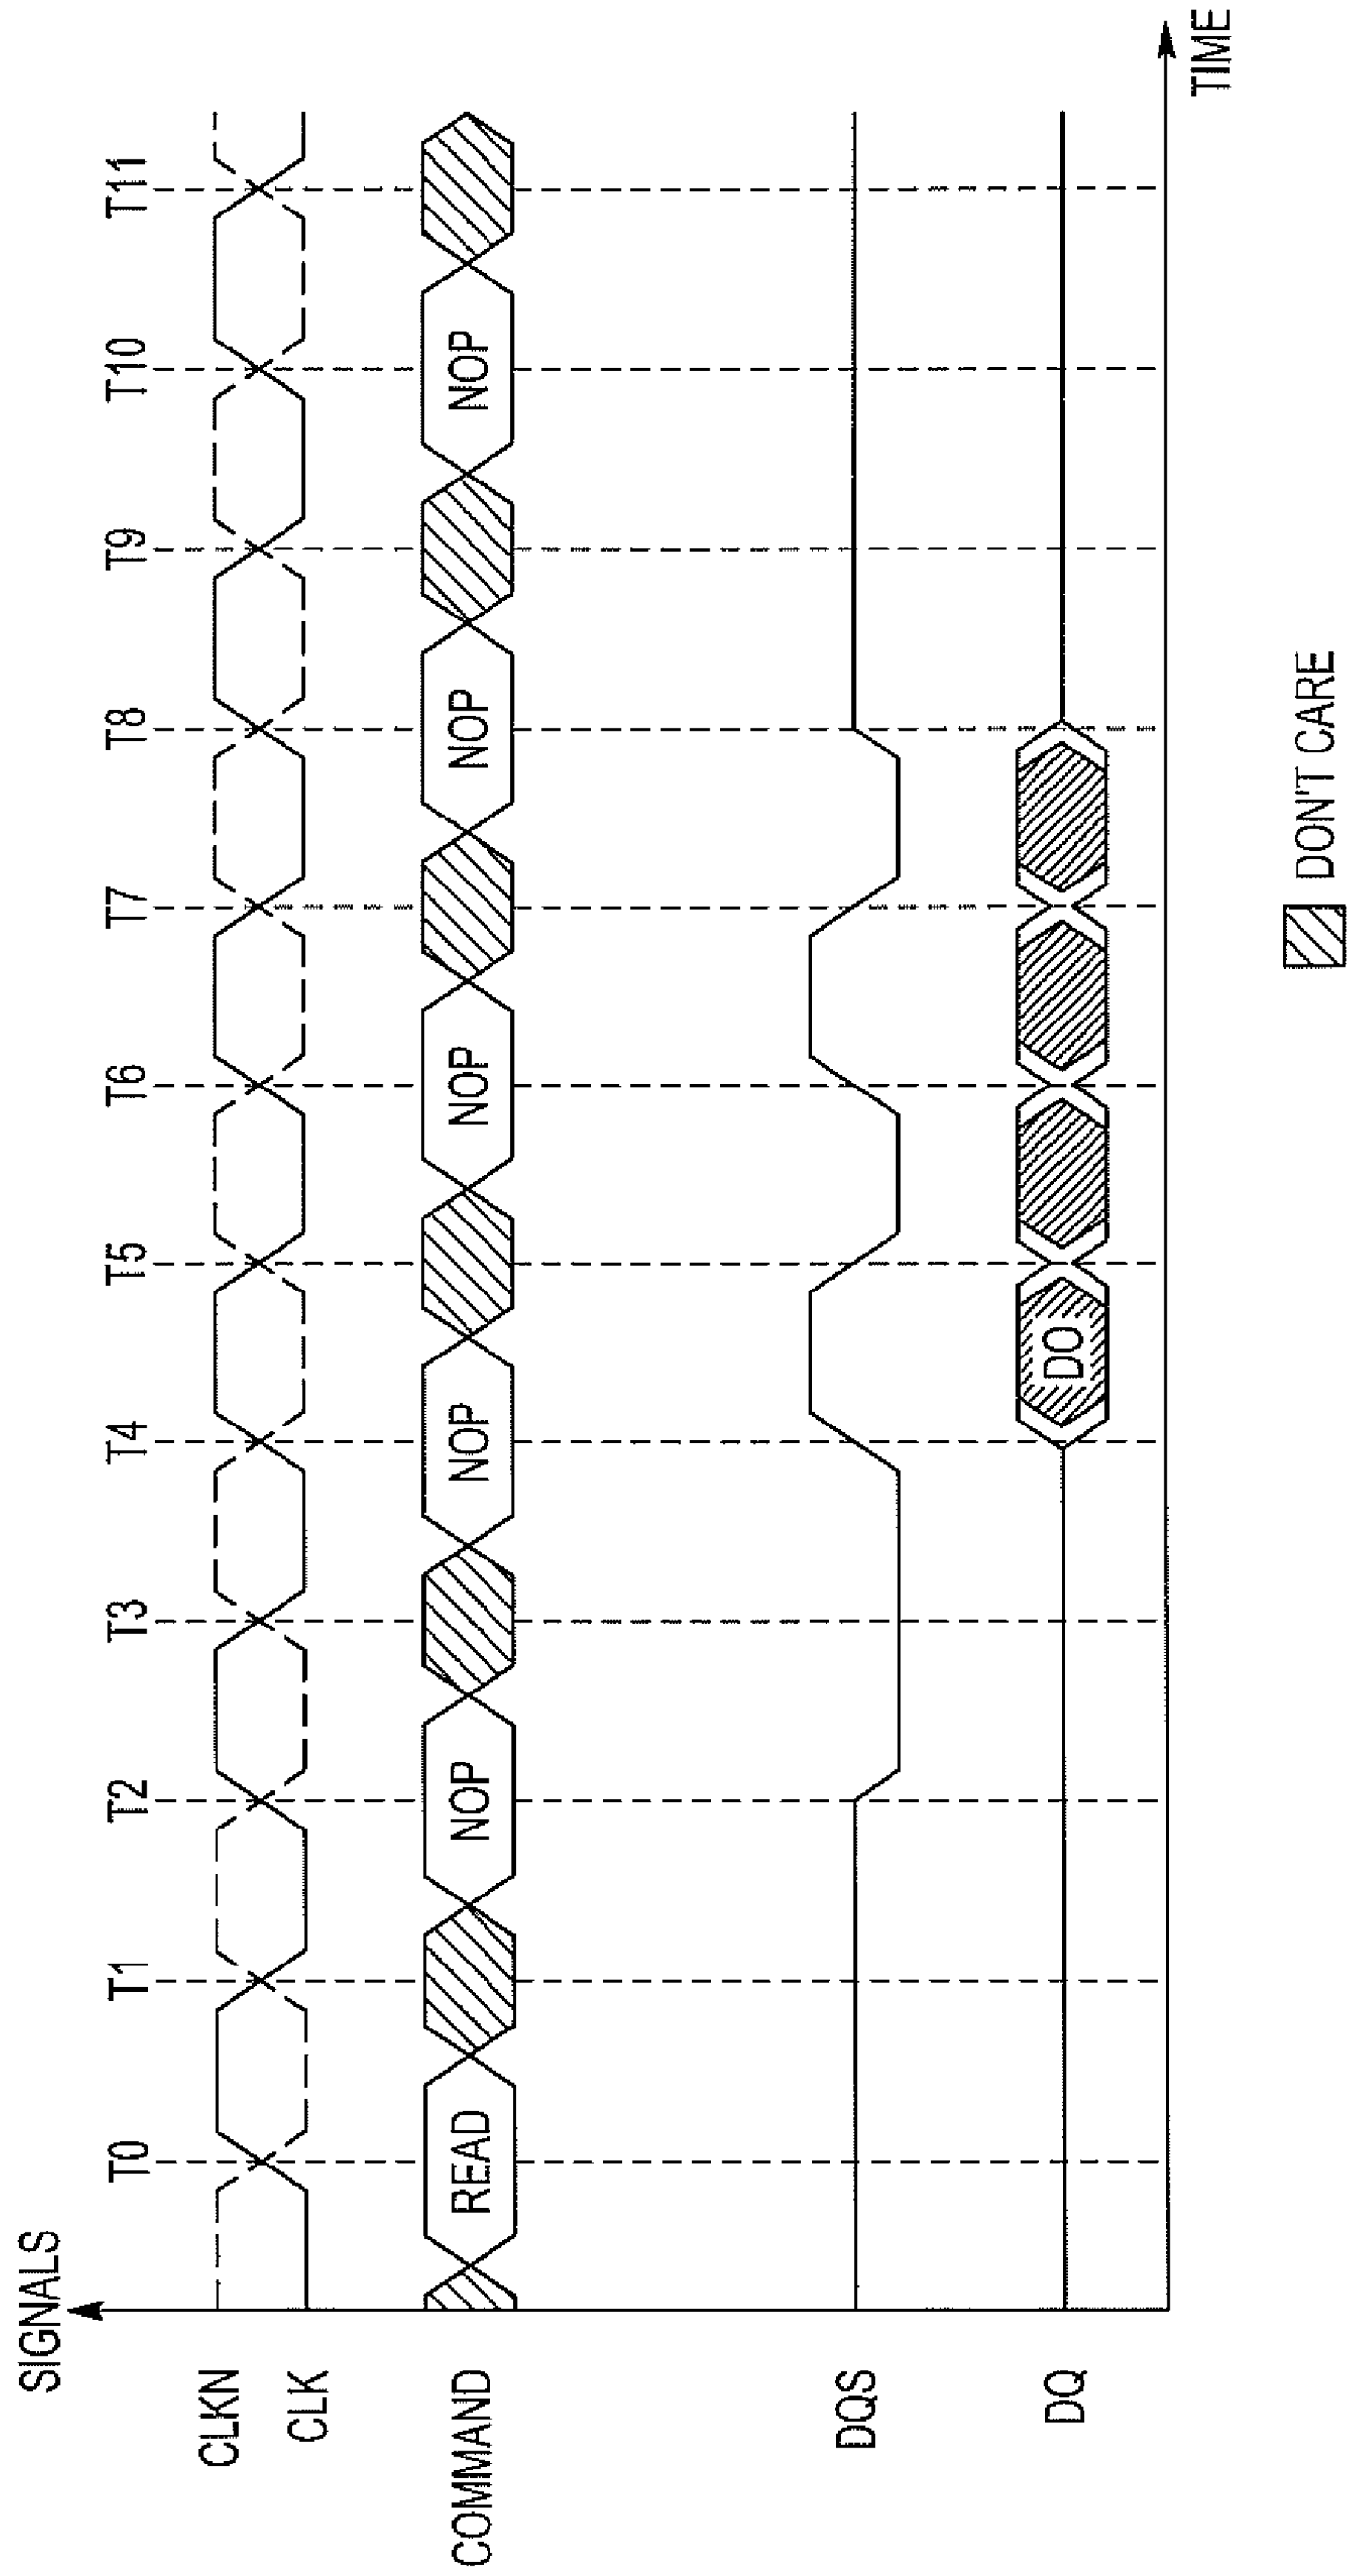 SIGNALS
T0 T1 T2 T3 T4 T5 T6 T7 T8 T9 T10 T11
CLKN
CLK
COMMAND READ NOP NOP NOP NOP NOP
DQS
DQ DO
TIME
DON'T CARE